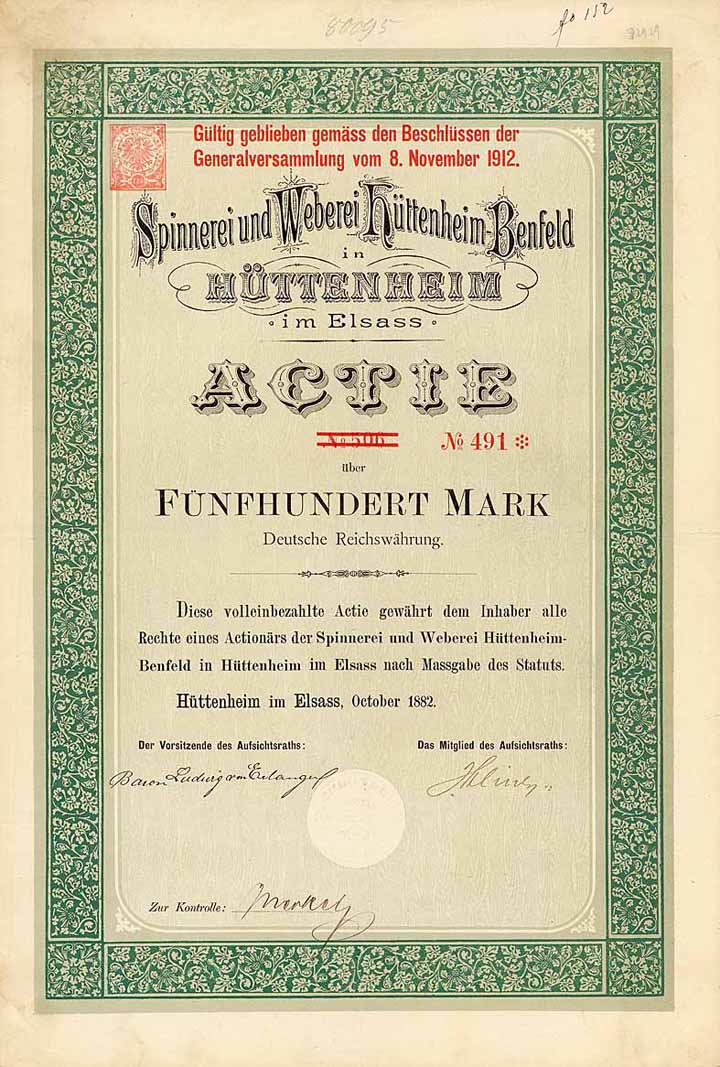 80095
fo 152
Gültig geblieben gemäss den Beschlüssen der
Generalversammlung vom 8. November 1912.
Spinnerei und Weberei Hüttenheim-Benfeld
in
HÜTTENHEIM
im Elsass
ACTIE
No 506 No 491
über
FÜNFHUNDERT MARK
Deutsche Reichswährung.
Diese volleinbezahlte Actie gewährt dem Inhaber alle
Rechte eines Actionärs der Spinnerei und Weberei Hüttenheim-
Benfeld in Hüttenheim im Elsass nach Massgabe des Statuts.
Hüttenheim im Elsass, October 1882.
Der Vorsitzende des Aufsichtsraths: Das Mitglied des Aufsichtsraths:
Baron Ludwig von Erlanger
Zur Kontrolle: